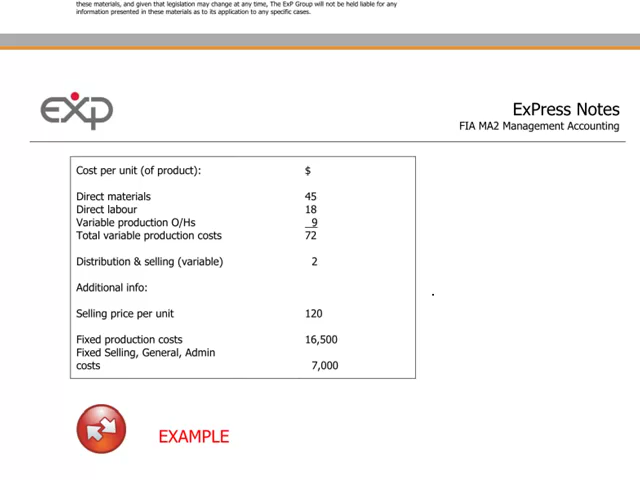 these materials, and given that legislation may change at any time, The ExP Group will not be held liable for any
information presented in these materials as to its application to any specific cases.
exp
ExPress Notes
FIA MA2 Management Accounting
Cost per unit (of product): $
Direct materials 45
Direct labour 18
Variable production O/Hs 9
Total variable production costs 72
Distribution & selling (variable) 2
Additional info:
Selling price per unit 120
Fixed production costs 16,500
Fixed Selling, General, Admin
costs 7,000
EXAMPLE